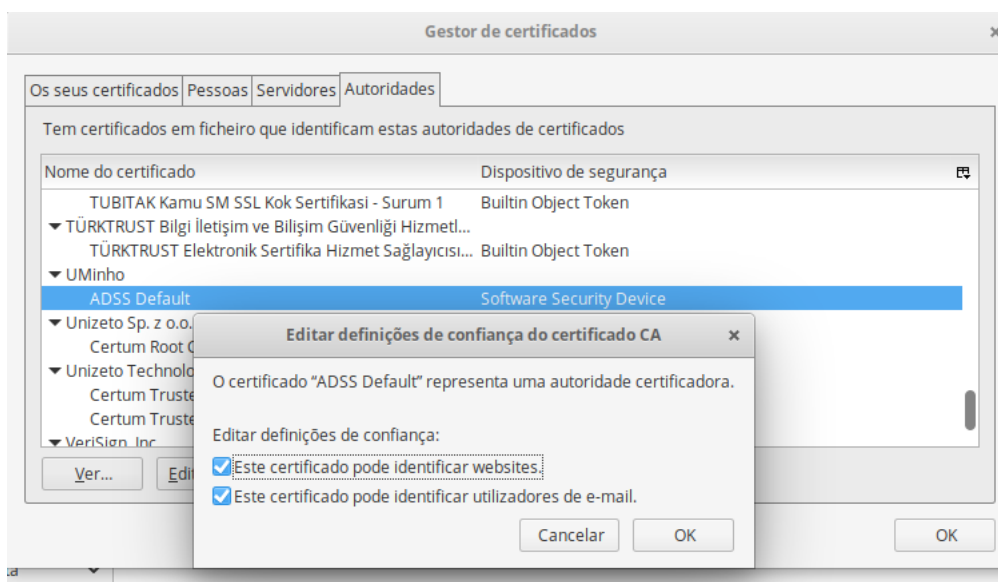 Gestor de certificados
Os seus certificados Pessoas Servidores Autoridades
Tem certificados em ficheiro que identificam estas autoridades de certificados
Nome do certificado Dispositivo de segurança
TUBITAK Kamu SM SSL Kok Sertifikasi - Surum 1 Builtin Object Token
TÜRKTRUST Bilgi İletişim ve Bilişim Güvenliği Hizmetl...
TÜRKTRUST Elektronik Sertifika Hizmet Sağlayıcısı... Builtin Object Token
UMinho
ADSS Default Software Security Device
Unizeto Sp. z o.o.
Certum Root
Unizeto
Certum
Certum
VeriSign, Inc
Ver...
Editar definições de confiança do certificado CA
O certificado “ADSS Default” representa uma autoridade certificadora.
Editar definições de confiança:
Este certificado pode identificar websites.
Este certificado pode identificar utilizadores de e-mail.
Cancelar OK
OK